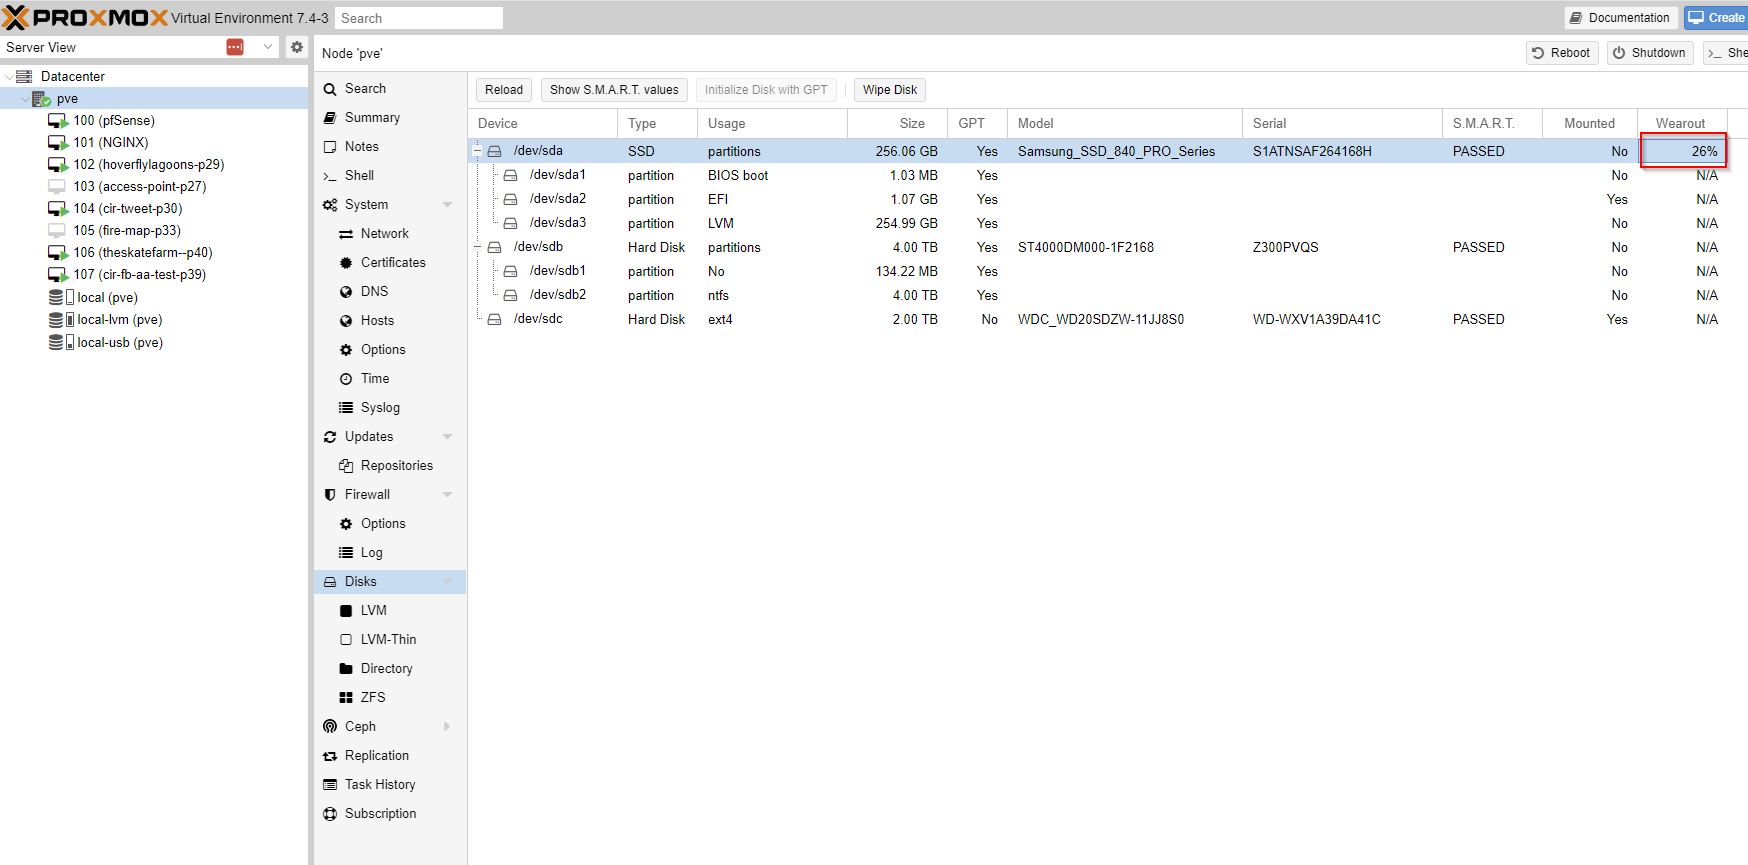 PROXMOX Virtual Environment 7.4-3 Search Documentation Create
Server View Node 'pve' Reboot Shutdown She
Datacenter
pve
100 (pfSense)
101 (NGINX)
102 (hoverflylagoons-p29)
103 (access-point-p27)
104 (cir-tweet-p30)
105 (fire-map-p33)
106 (theskatefarm--p40)
107 (cir-fb-aa-test-p39)
local (pve)
local-lvm (pve)
local-usb (pve)
Search
Summary
Notes
Shell
System
Network
Certificates
DNS
Hosts
Options
Time
Syslog
Updates
Repositories
Firewall
Options
Log
Disks
LVM
LVM-Thin
Directory
ZFS
Ceph
Replication
Task History
Subscription
Reload Show S.M.A.R.T. values Initialize Disk with GPT Wipe Disk
Device Type Usage Size GPT Model Serial S.M.A.R.T. Mounted Wearout
/dev/sda SSD partitions 256.06 GB Yes Samsung_SSD_840_PRO_Series S1ATNSAF264168H PASSED No 26%
/dev/sda1 partition BIOS boot 1.03 MB Yes No N/A
/dev/sda2 partition EFI 1.07 GB Yes Yes N/A
/dev/sda3 partition LVM 254.99 GB Yes No N/A
/dev/sdb Hard Disk partitions 4.00 TB Yes ST4000DM000-1F2168 Z300PVQS PASSED No N/A
/dev/sdb1 partition No 134.22 MB Yes No N/A
/dev/sdb2 partition ntfs 4.00 TB Yes No N/A
/dev/sdc Hard Disk ext4 2.00 TB No WDC_WD20SDZW-11JJ8S0 WD-WXV1A39DA41C PASSED Yes N/A